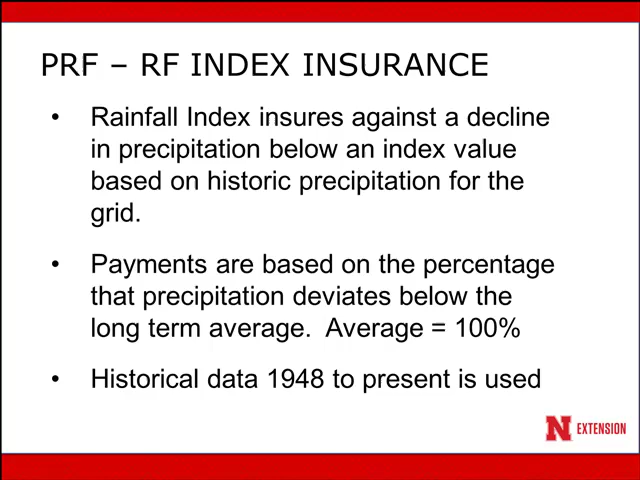 PRF – RF INDEX INSURANCE
• Rainfall Index insures against a decline
in precipitation below an index value
based on historic precipitation for the
grid.
• Payments are based on the percentage
that precipitation deviates below the
long term average.  Average = 100%
• Historical data 1948 to present is used
N EXTENSION